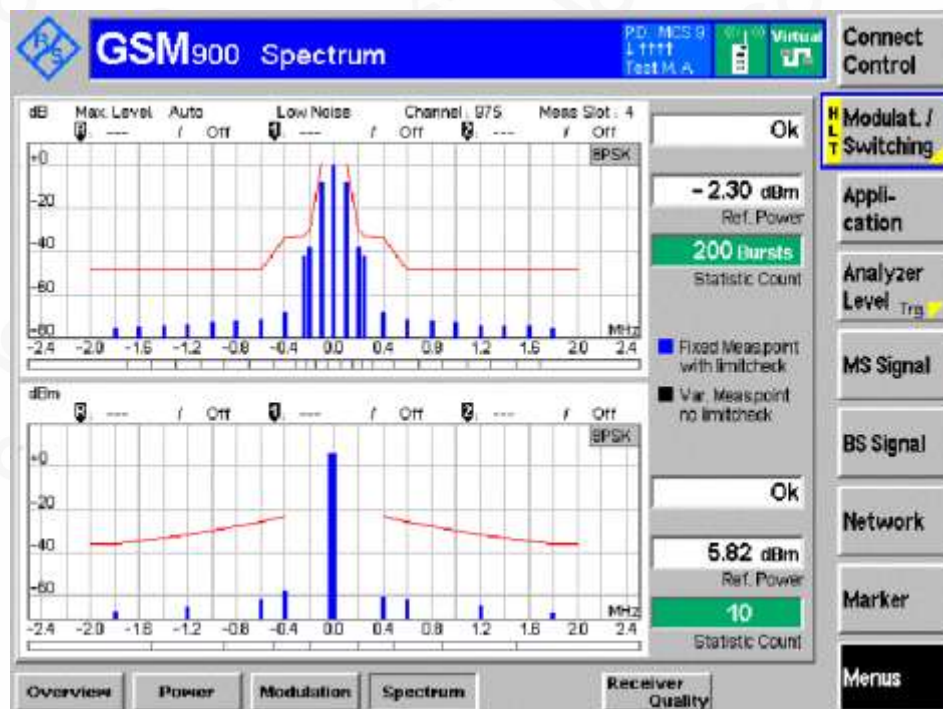 R S
GSM900 Spectrum
PD: MCS 9
↓↑↑↑↑
Test M. A.
Virtual
Connect Control
dB Max. Level Auto Low Noise Channel: 975 Meas Slot: 4
--- / Off 1 --- / Off 2 --- / Off
8PSK
+0
-20
-40
-60
-80
MHz
-2.4 -2.0 -1.6 -1.2 -0.8 -0.4 0.0 0.4 0.8 1.2 1.6 2.0 2.4
Ok
-2.30 dBm
Ref. Power
200 Bursts
Statistic Count
Fixed Meas.point
with limitcheck
Var. Meas.point
no limitcheck
dBm
--- / Off 1 --- / Off 2 --- / Off
8PSK
+0
-20
-40
-60
MHz
-2.4 -2.0 -1.6 -1.2 -0.8 -0.4 0.0 0.4 0.8 1.2 1.6 2.0 2.4
Ok
5.82 dBm
Ref. Power
10
Statistic Count
HLT
Modulat. /
Switching
Appli-
cation
Analyzer
Level Trg
MS Signal
BS Signal
Network
Marker
Menus
Overview Power Modulation Spectrum Receiver
Quality